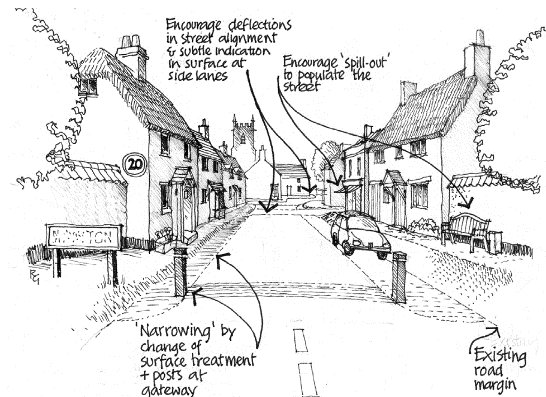 Encourage deflections
in street alignment
& subtle indication
in surface at
side lanes
Encourage 'spill-out'
to populate the
street
20
'Narrowing' by
change of
surface treatment
+ posts at
gateway
Existing
road
margin